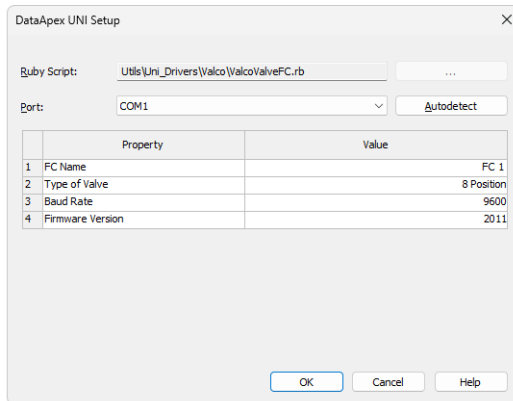 DataApex UNI Setup
Ruby Script: Utils\Uni_Drivers\Valco\ValcoValveFC.rb ...
Port: COM1 Autodetect
Property Value
1 FC Name FC 1
2 Type of Valve 8 Position
3 Baud Rate 9600
4 Firmware Version 2011
OK Cancel Help